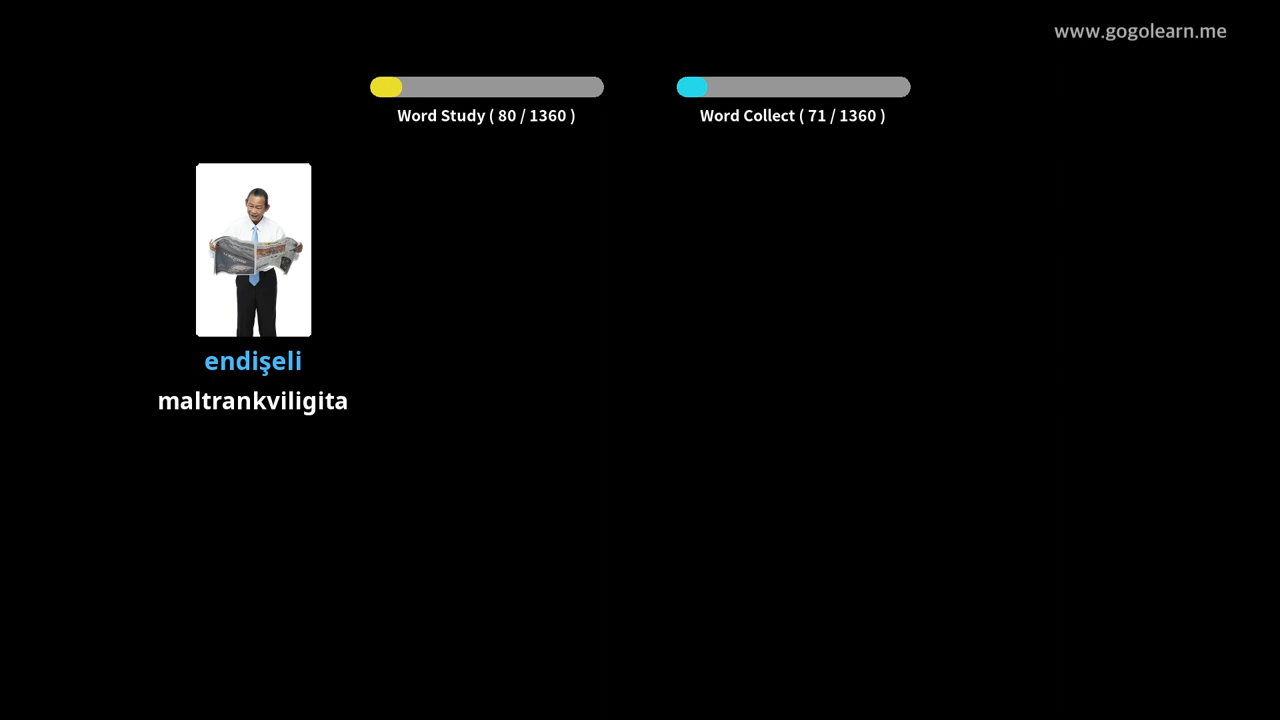 www.gogolearn.me
Word Study ( 80 / 1360 )
Word Collect ( 71 / 1360 )
endişeli
maltrankviligita